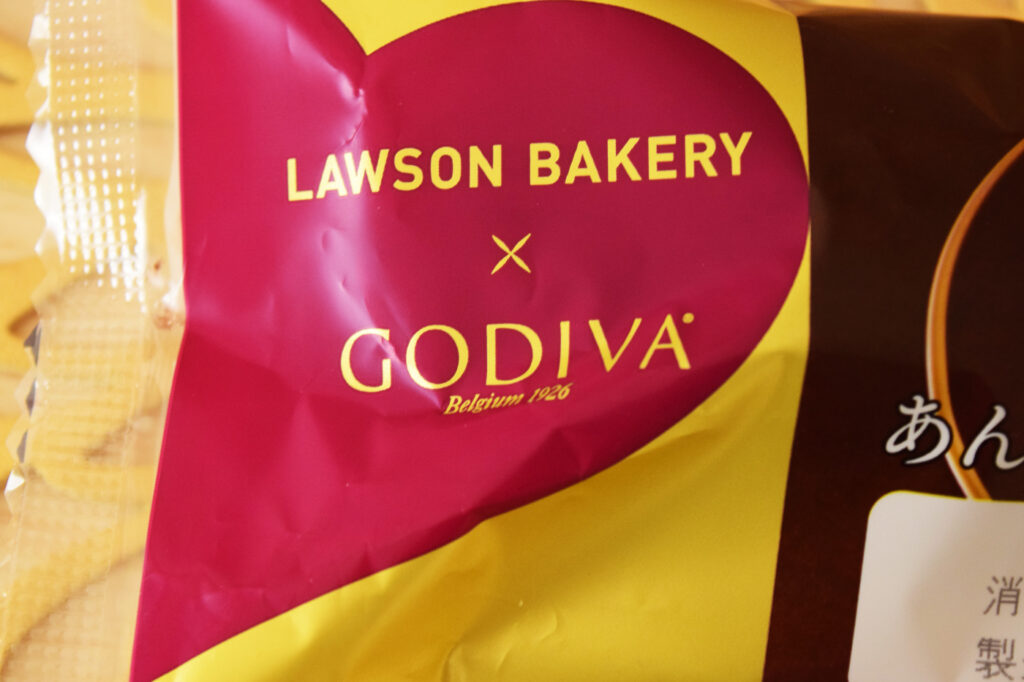 LAWSON BAKERY
×
GODIVA
Belgium 1926
あん
消
製